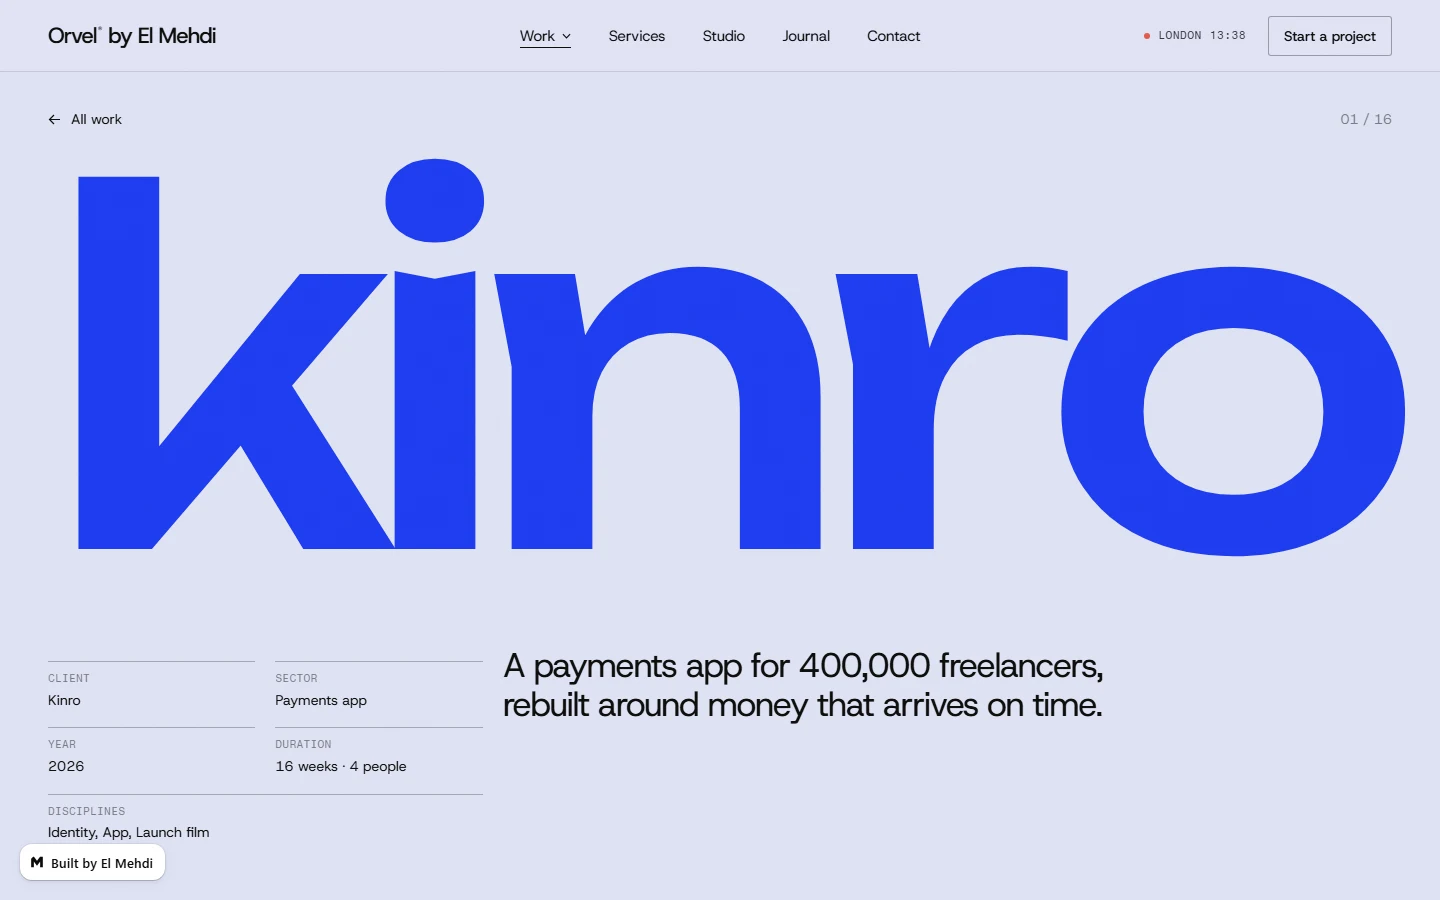 Orvel® by El Mehdi
Work
Services
Studio
Journal
Contact
LONDON 13:38
Start a project
← All work
01 / 16
kinro
CLIENT
Kinro
SECTOR
Payments app
YEAR
2026
DURATION
16 weeks · 4 people
DISCIPLINES
Identity, App, Launch film
A payments app for 400,000 freelancers,
rebuilt around money that arrives on time.
Built by El Mehdi